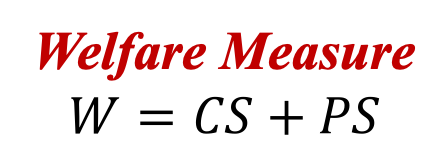 Welfare Measure
W = CS + PS